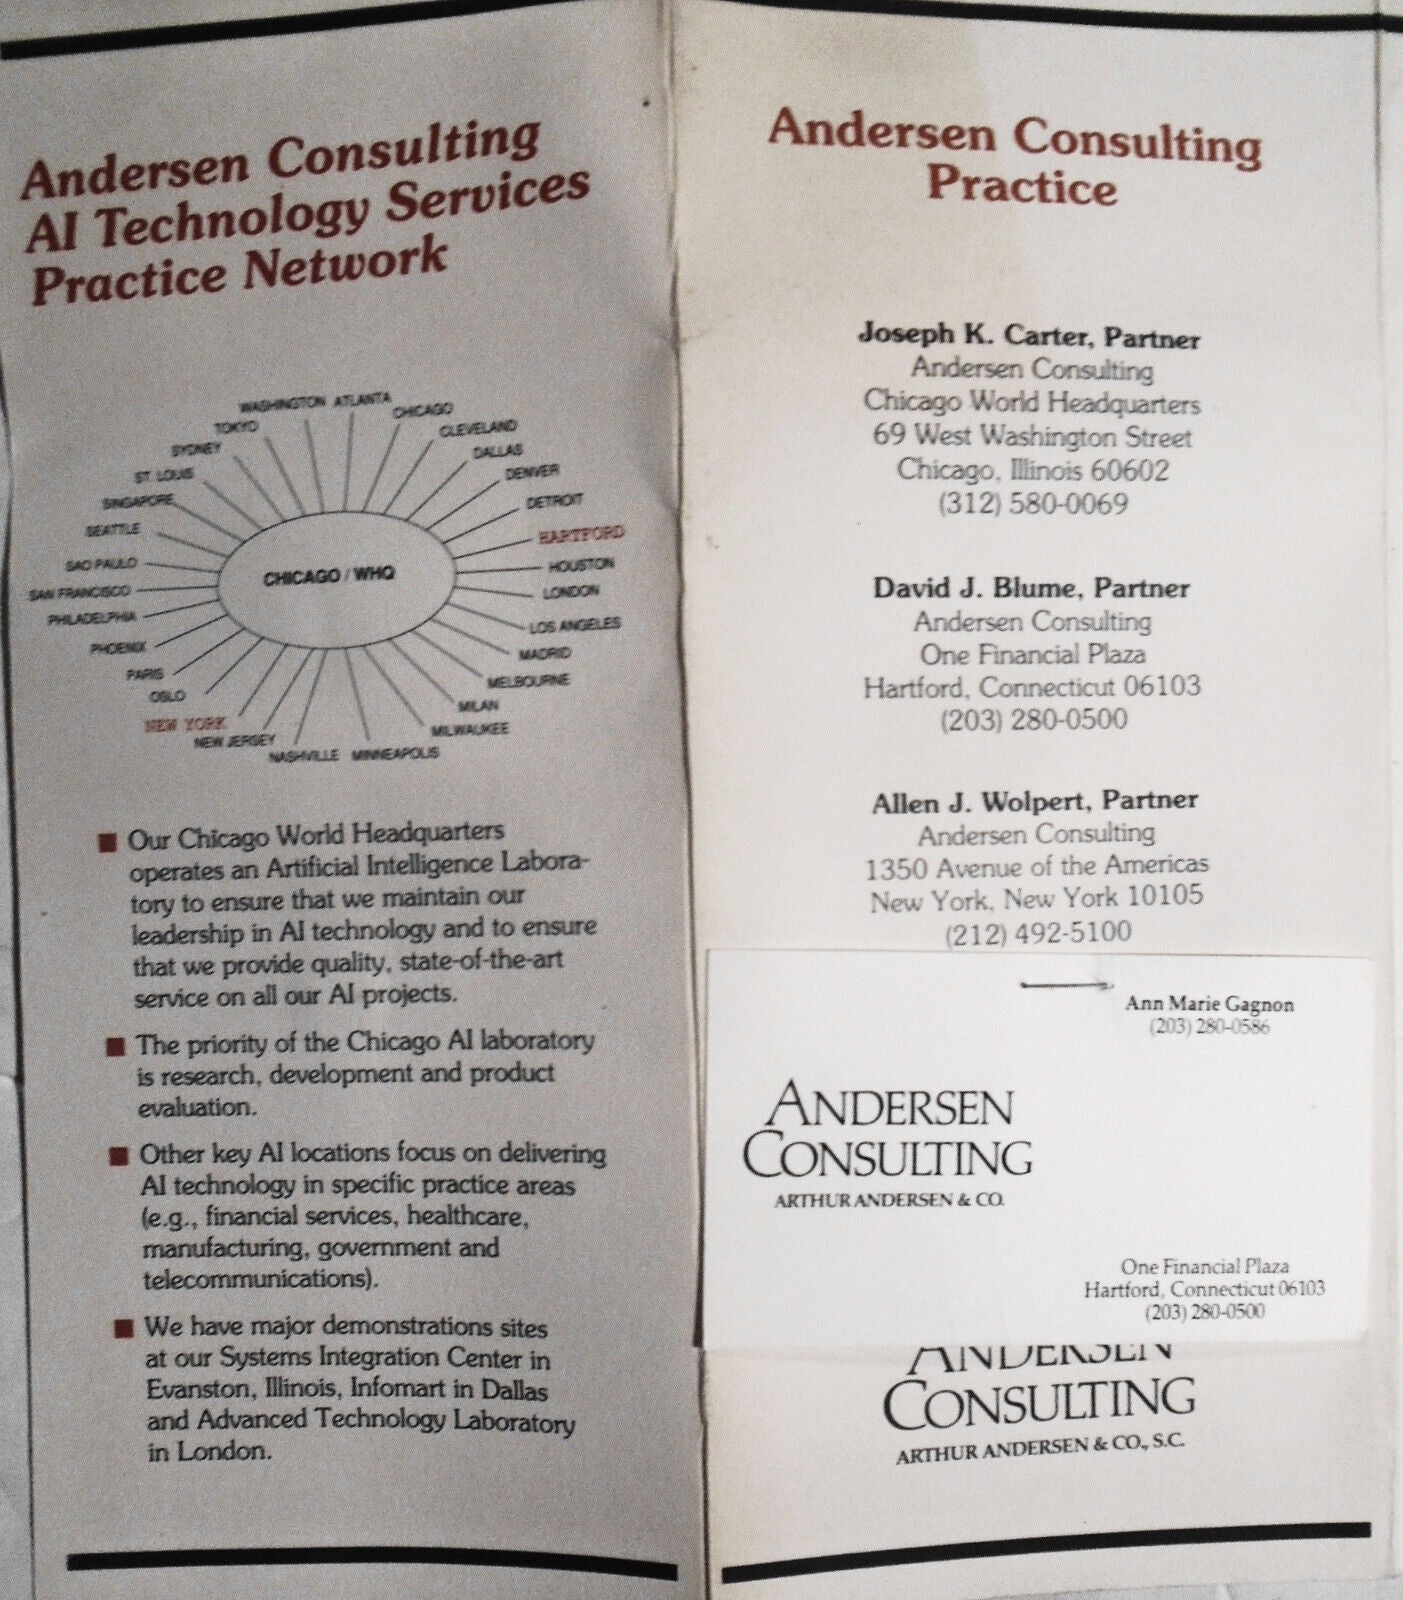 Andersen Consulting
AI Technology Services
Practice Network
WASHINGTON
ATLANTA
CHICAGO
CLEVELAND
DALLAS
DENVER
DETROIT
HARTFORD
HOUSTON
LONDON
LOS ANGELES
MADRID
MELBOURNE
MILAN
MILWAUKEE
MINNEAPOLIS
NASHVILLE
NEW JERSEY
NEW YORK
OSLO
PARIS
PHOENIX
PHILADELPHIA
SAN FRANCISCO
SAO PAULO
SEATTLE
SINGAPORE
ST. LOUIS
SYDNEY
TOKYO
CHICAGO / WHQ
Our Chicago World Headquarters
operates an Artificial Intelligence Labora-
tory to ensure that we maintain our
leadership in AI technology and to ensure
that we provide quality, state-of-the-art
service on all our AI projects.
The priority of the Chicago AI laboratory
is research, development and product
evaluation.
Other key AI locations focus on delivering
AI technology in specific practice areas
(e.g., financial services, healthcare,
manufacturing, government and
telecommunications).
We have major demonstrations sites
at our Systems Integration Center in
Evanston, Illinois, Infomart in Dallas
and Advanced Technology Laboratory
in London.
Andersen Consulting
Practice
Joseph K. Carter, Partner
Andersen Consulting
Chicago World Headquarters
69 West Washington Street
Chicago, Illinois 60602
(312) 580-0069
David J. Blume, Partner
Andersen Consulting
One Financial Plaza
Hartford, Connecticut 06103
(203) 280-0500
Allen J. Wolpert, Partner
Andersen Consulting
1350 Avenue of the Americas
New York, New York 10105
(212) 492-5100
Ann Marie Gagnon
(203) 280-0586
ANDERSEN
CONSULTING
ARTHUR ANDERSEN & CO.
One Financial Plaza
Hartford, Connecticut 06103
(203) 280-0500
ANDERSEN
CONSULTING
ARTHUR ANDERSEN & CO., S.C.